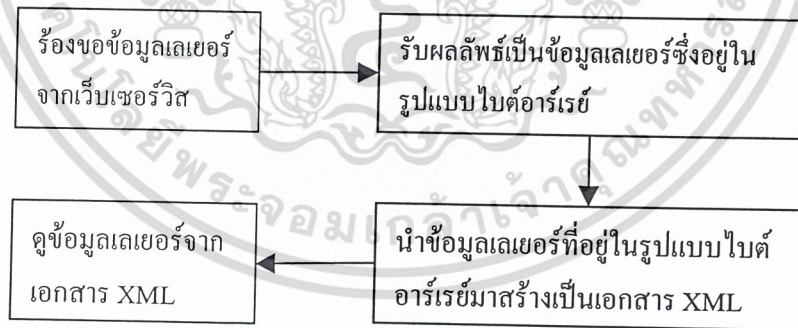 ร้องขอข้อมูลเลเยอร์
จากเว็บเซอร์วิส
รับผลลัพธ์เป็นข้อมูลเลเยอร์ซึ่งอยู่ใน
รูปแบบไบต์อาร์เรย์
นำข้อมูลเลเยอร์ที่อยู่ในรูปแบบไบต์
อาร์เรย์มาสร้างเป็นเอกสาร XML
ดูข้อมูลเลเยอร์จาก
เอกสาร XML